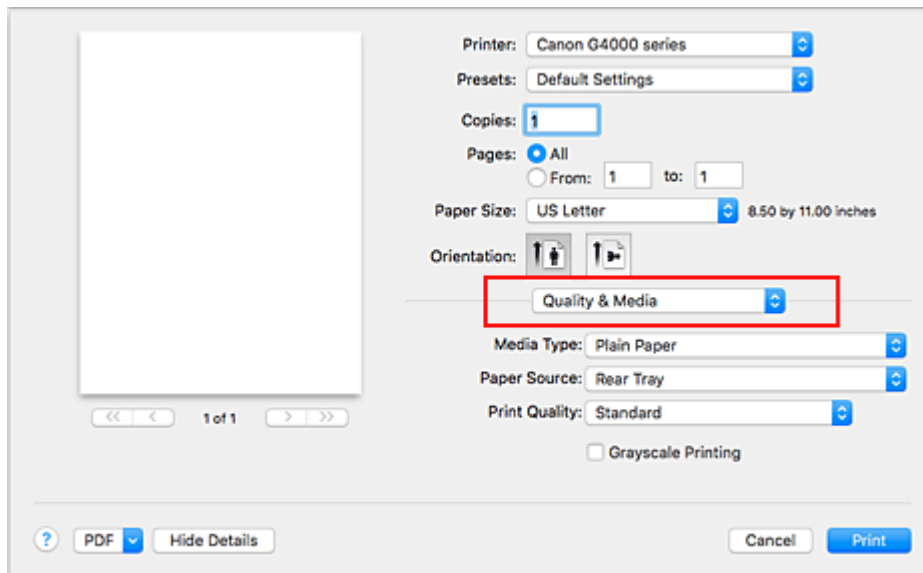 Printer: Canon G4000 series
Presets: Default Settings
Copies: 1
Pages: All
From: 1 to: 1
Paper Size: US Letter 8.50 by 11.00 inches
Orientation:
Quality & Media
Media Type: Plain Paper
Paper Source: Rear Tray
Print Quality: Standard
Grayscale Printing
<< < 1 of 1 > >>
? PDF Hide Details Cancel Print